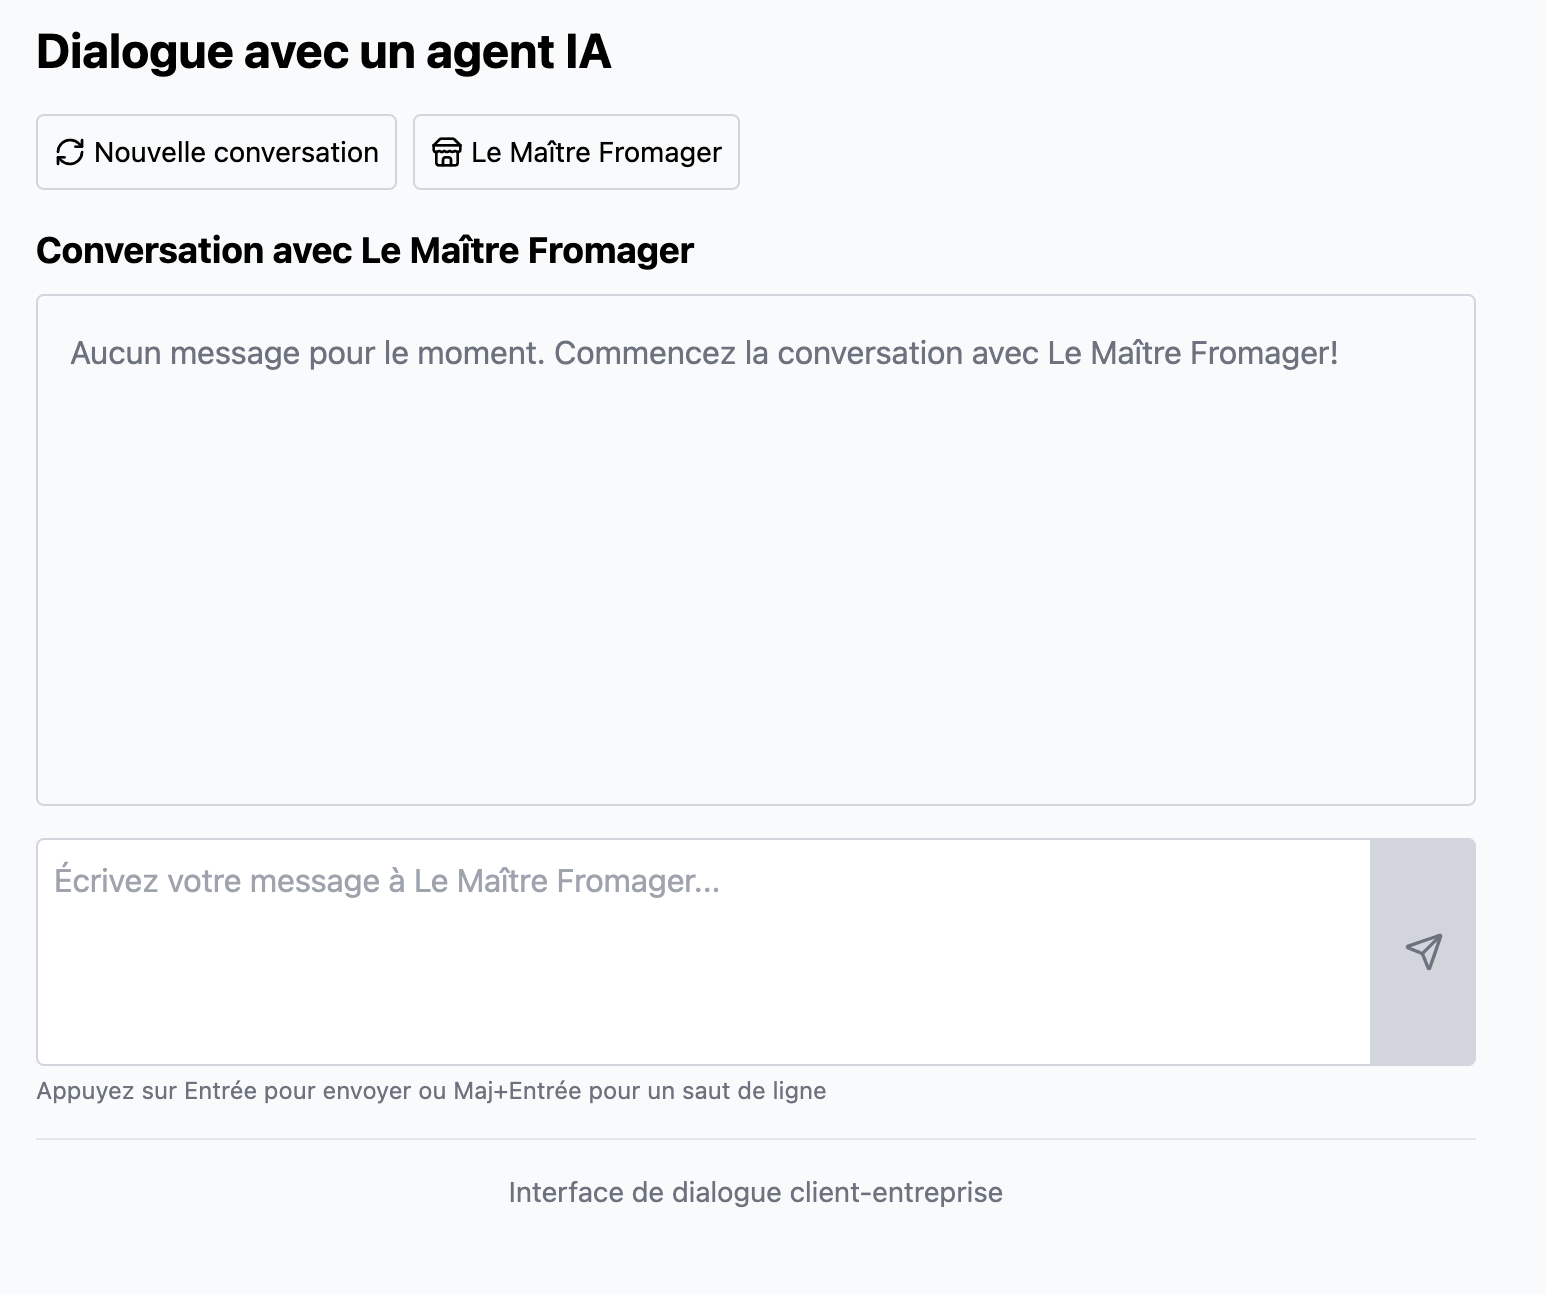 Dialogue avec un agent IA
Nouvelle conversation
Le Maître Fromager
Conversation avec Le Maître Fromager
Aucun message pour le moment. Commencez la conversation avec Le Maître Fromager!
Écrivez votre message à Le Maître Fromager...
Appuyez sur Entrée pour envoyer ou Maj+Entrée pour un saut de ligne
Interface de dialogue client-entreprise